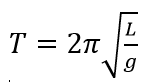 T = 2π√(L/g)